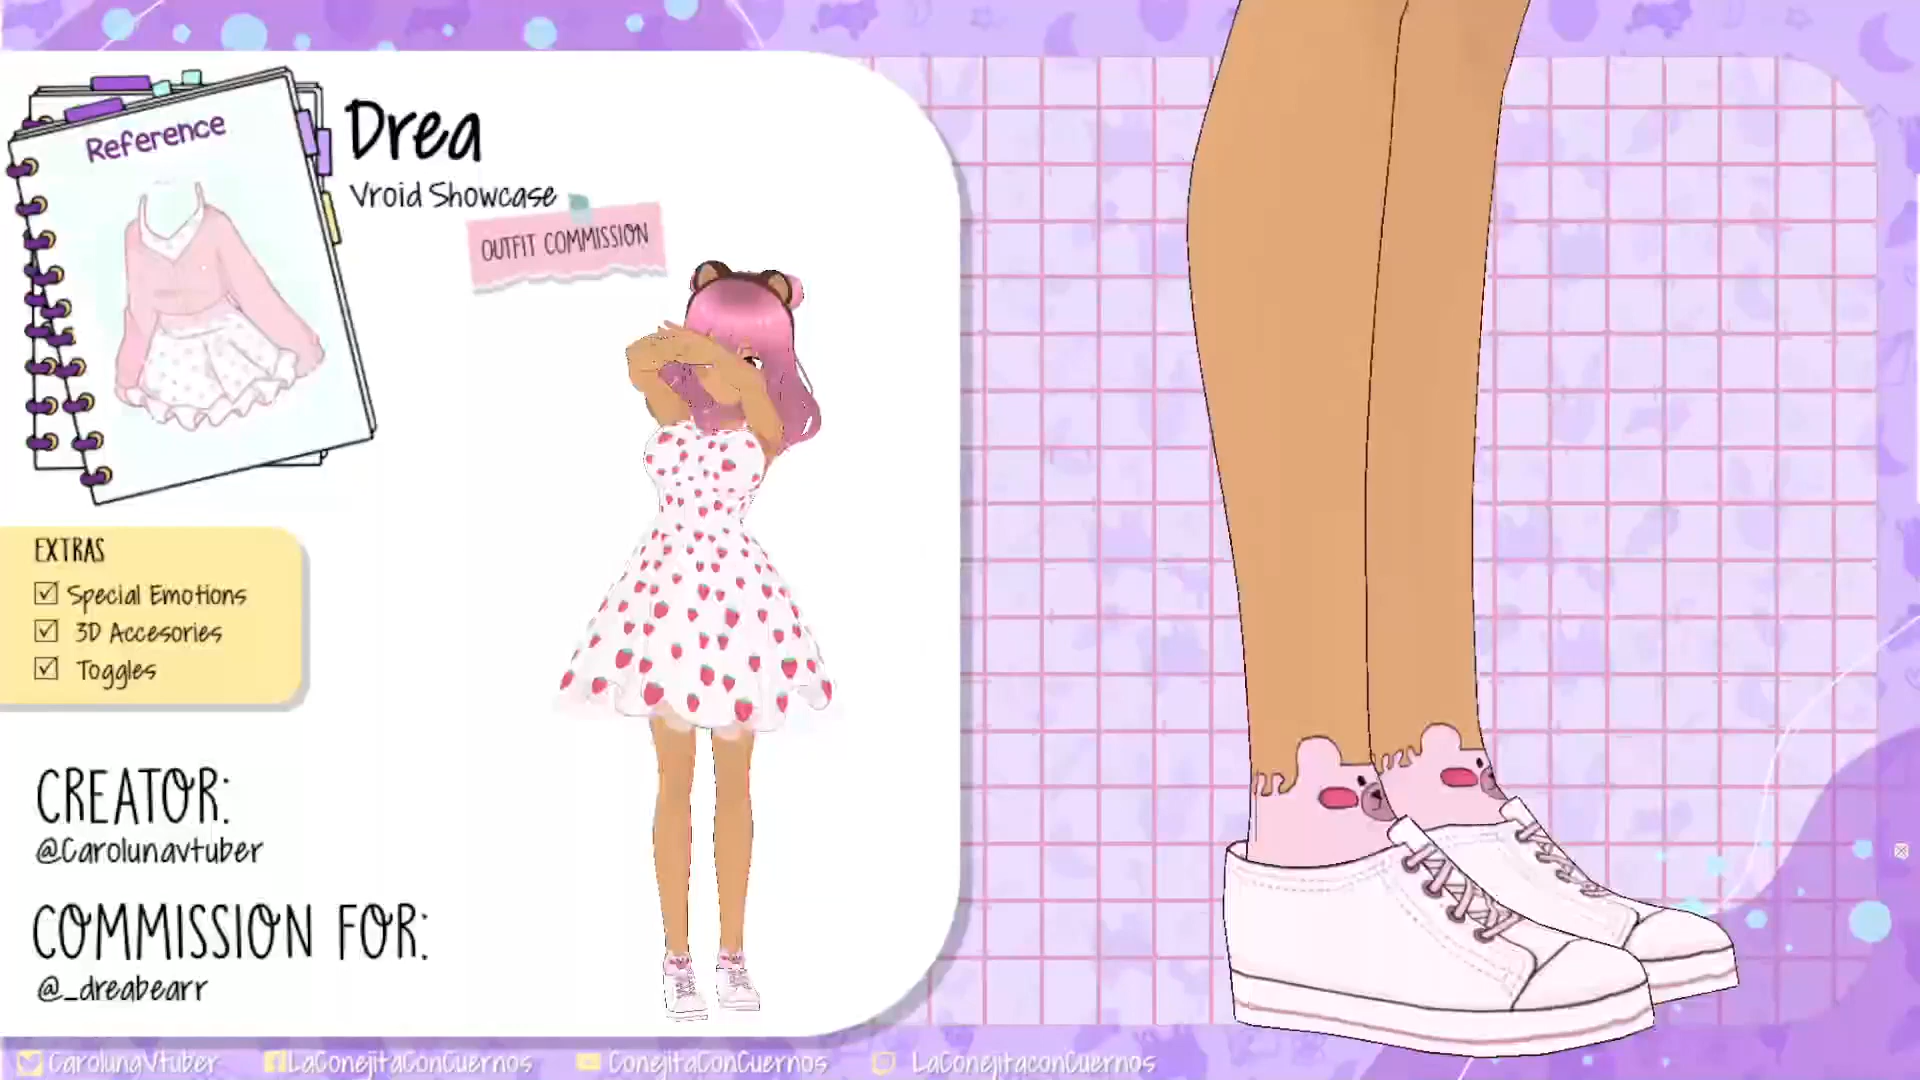 Reference
Drea
Vroid Showcase
OUTFIT COMMISSION
EXTRAS
Special Emotions
3D Accesories
Toggles
CREATOR:
@Carolunavtuber
COMMISSION FOR:
@_dreabearr
CarolunaVtuber
LaConejitaConCuernos
ConejitaConCuernos
LaConejitaconCuernos